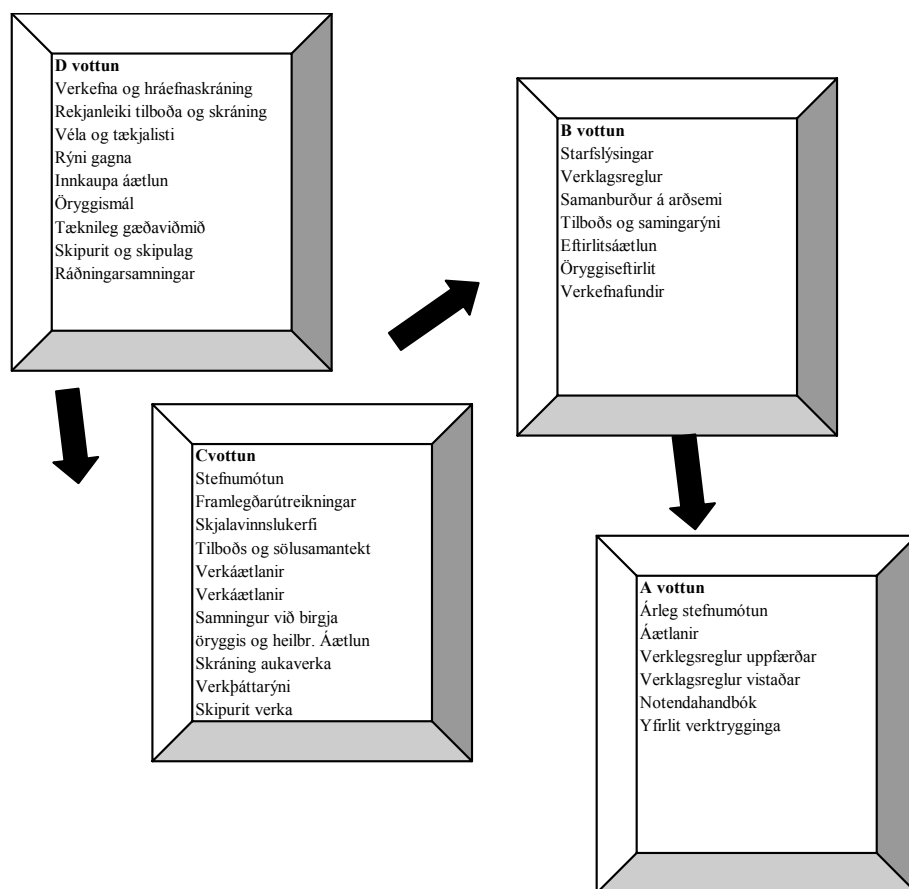 D vottun
Verkefna og hráefnaskráning
Rekjanleiki tilboða og skráning
Véla og tækjalisti
Rýni gagna
Innkaupa áætlun
Öryggismál
Tæknileg gæðaviðmið
Skipurit og skipulag
Ráðningarsamningar
B vottun
Starfslýsingar
Verklagsreglur
Samanburður á arðsemi
Tilboðs og samingarýni
Eftirlitsáætlun
Öryggiseftirlit
Verkefnafundir
Cvottun
Stefnumótun
Framlegðarútreikningar
Skjalavinnslukerfi
Tilboðs og sölusamantekt
Verkáætlanir
Verkáætlanir
Samningur við birgja
öryggis og heilbr. Áætlun
Skráning aukaverka
Verkþáttarýni
Skipurit verka
A vottun
Árleg stefnumótun
Áætlanir
Verklegsreglur uppfærðar
Verklagsreglur vistaðar
Notendahandbók
Yfirlit verktrygginga